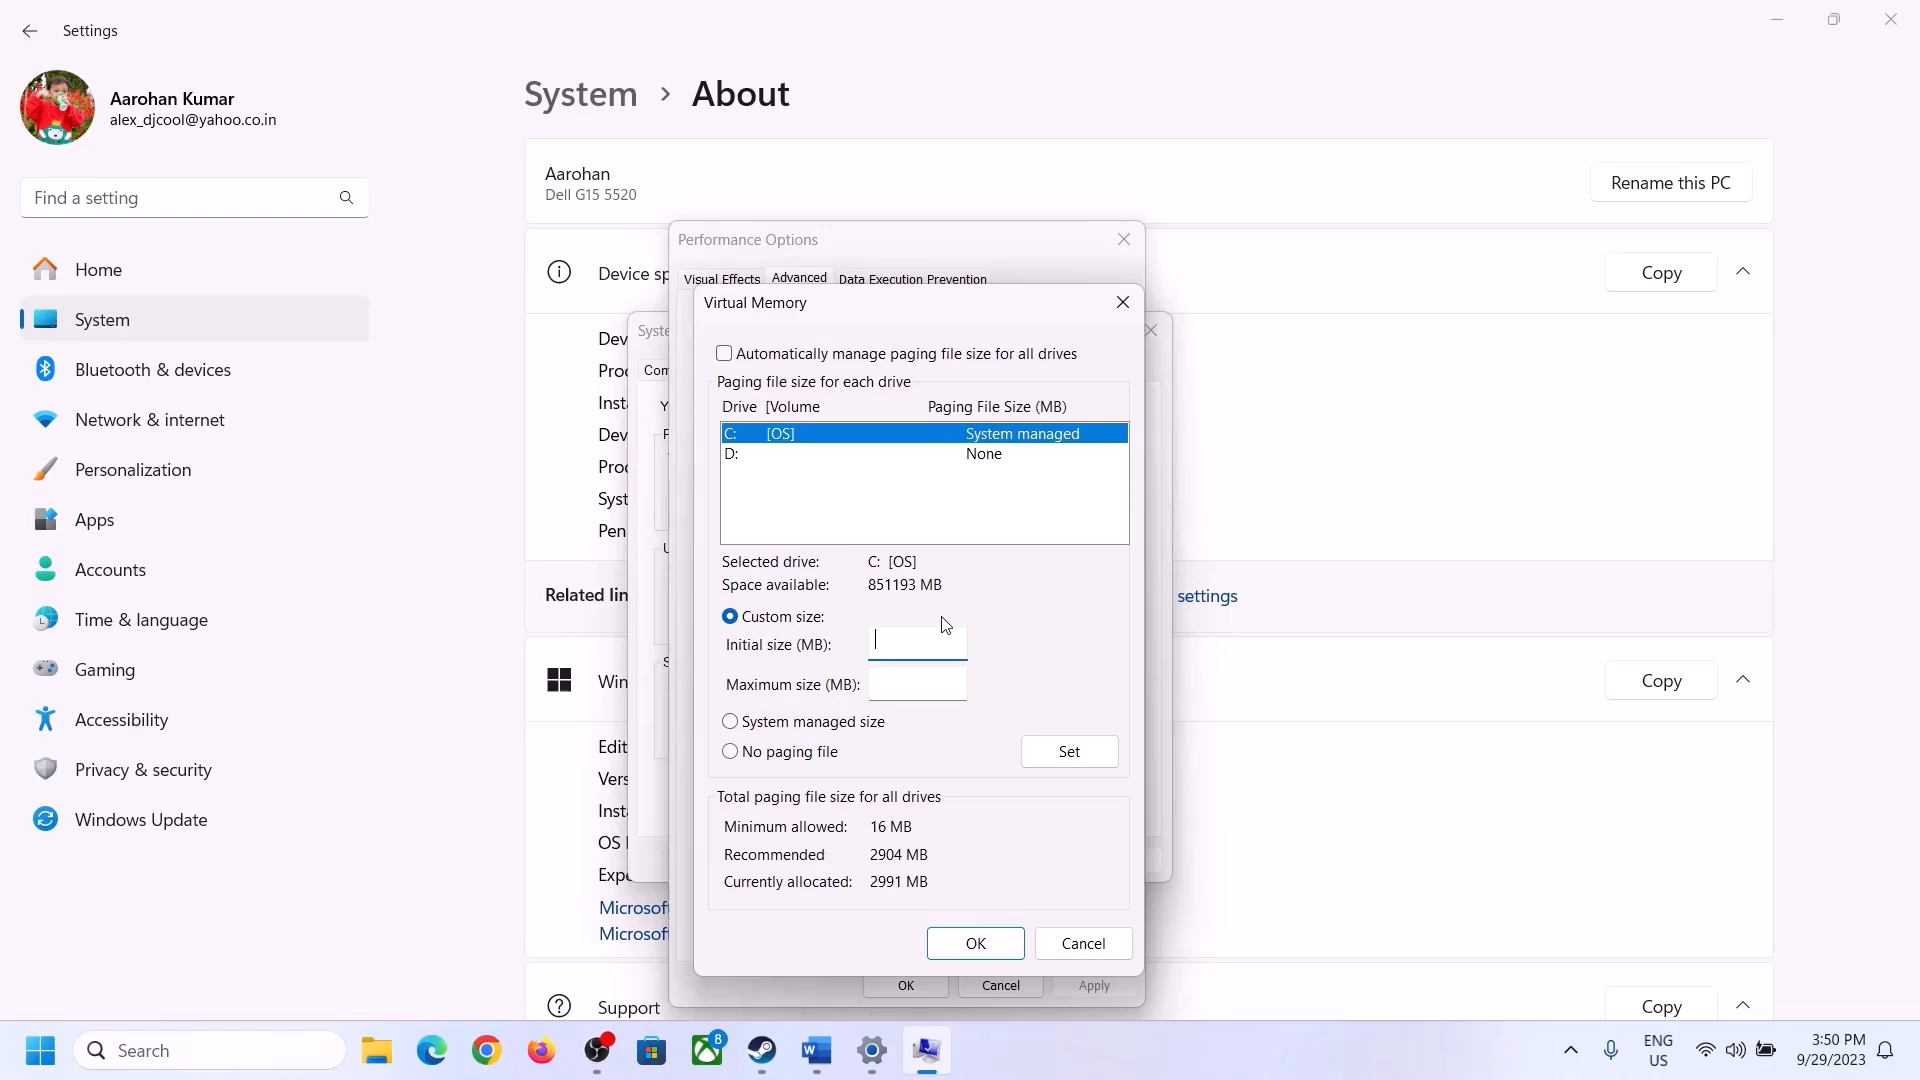 Settings
Aarohan Kumar
alex_djcool@yahoo.co.in
Find a setting
Home
System
Bluetooth & devices
Network & internet
Personalization
Apps
Accounts
Time & language
Gaming
Accessibility
Privacy & security
Windows Update
System > About
Aarohan
Dell G15 5520
Rename this PC
Device sp
Copy
Dev
Proc
Insta
Dev
Proc
Syst
Pen
Related lin
settings
Win
Copy
Edit
Vers
Inst
OS
Expe
Microsof
Microsof
Support
Copy
Syste
Com
Performance Options
Visual Effects Advanced Data Execution Prevention
Virtual Memory
Automatically manage paging file size for all drives
Paging file size for each drive
Drive [Volume Paging File Size (MB)
C: [OS] System managed
D: None
Selected drive: C: [OS]
Space available: 851193 MB
Custom size:
Initial size (MB):
Maximum size (MB):
System managed size
No paging file
Set
Total paging file size for all drives
Minimum allowed: 16 MB
Recommended 2904 MB
Currently allocated: 2991 MB
OK Cancel
OK Cancel Apply
Search
8
ENG
US
3:50 PM
9/29/2023